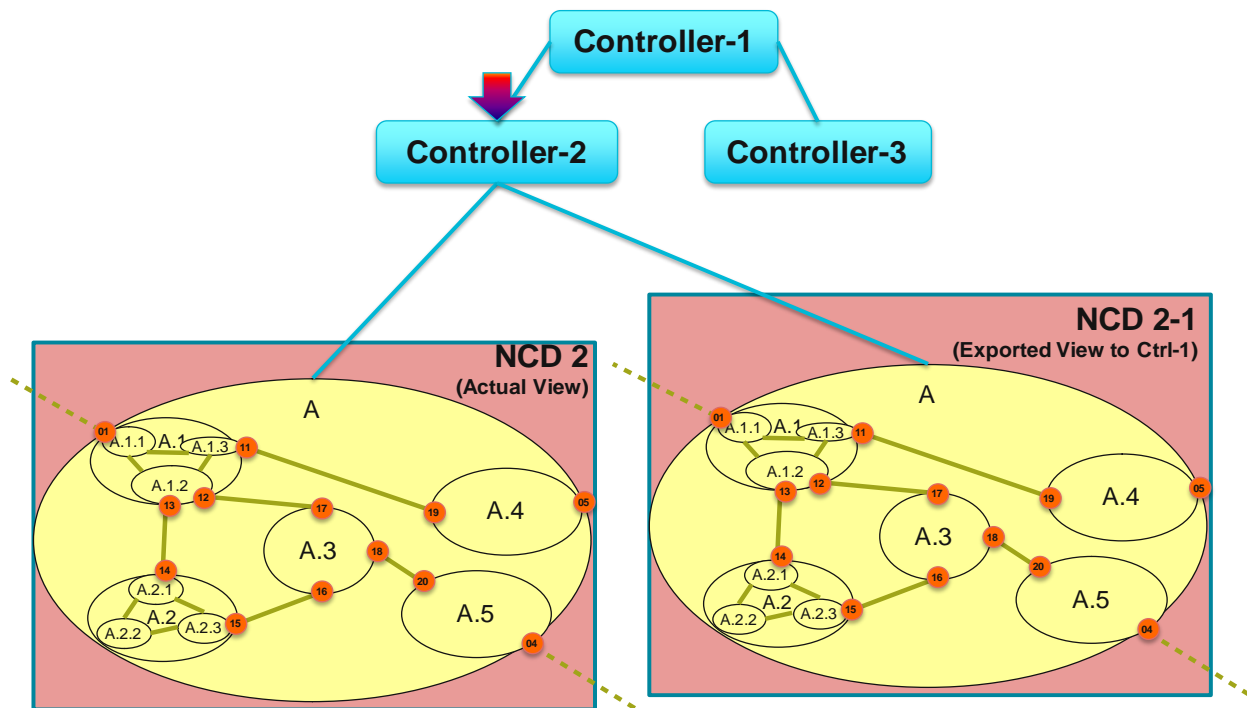 Controller-1
Controller-2
Controller-3
NCD 2
(Actual View)
A
01
A.1.1
A.1
A.1.3
11
A.1.2
12
13
17
19
A.4
05
A.3
18
14
20
A.2.1
16
A.2
A.2.2
A.2.3
15
A.5
04
NCD 2-1
(Exported View to Ctrl-1)
A
01
A.1.1
A.1
A.1.3
11
A.1.2
12
13
17
19
A.4
05
A.3
18
14
20
A.2.1
16
A.2
A.2.2
A.2.3
15
A.5
04